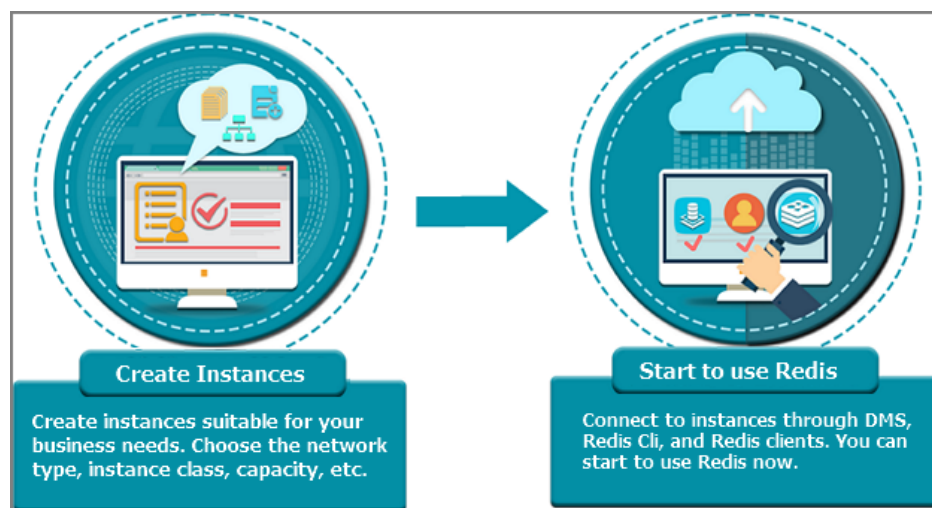 Create Instances
Create instances suitable for your
business needs. Choose the network
type, instance class, capacity, etc.
Start to use Redis
Connect to instances through DMS,
Redis Cli, and Redis clients. You can
start to use Redis now.